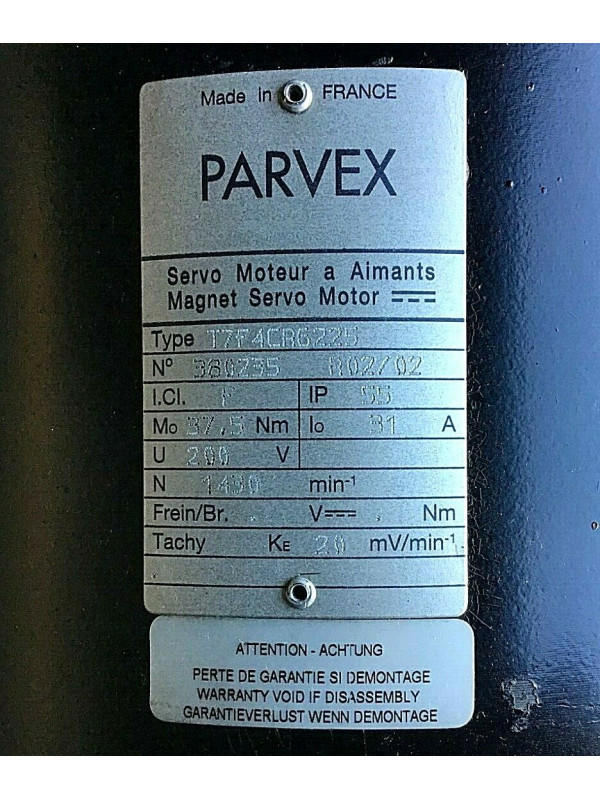 Made in FRANCE
PARVEX
Servo Moteur a Aimants
Magnet Servo Motor
Type T7F4CR6225
Nº 380235 R02/02
I.Cl. F IP 55
Mo 37,5 Nm Io 31 A
U 200 V
N 1430 min-1
Frein/Br. . V . Nm
Tachy KE 20 mV/min-1
ATTENTION - ACHTUNG
PERTE DE GARANTIE SI DEMONTAGE
WARRANTY VOID IF DISASSEMBLY
GARANTIEVERLUST WENN DEMONTAGE